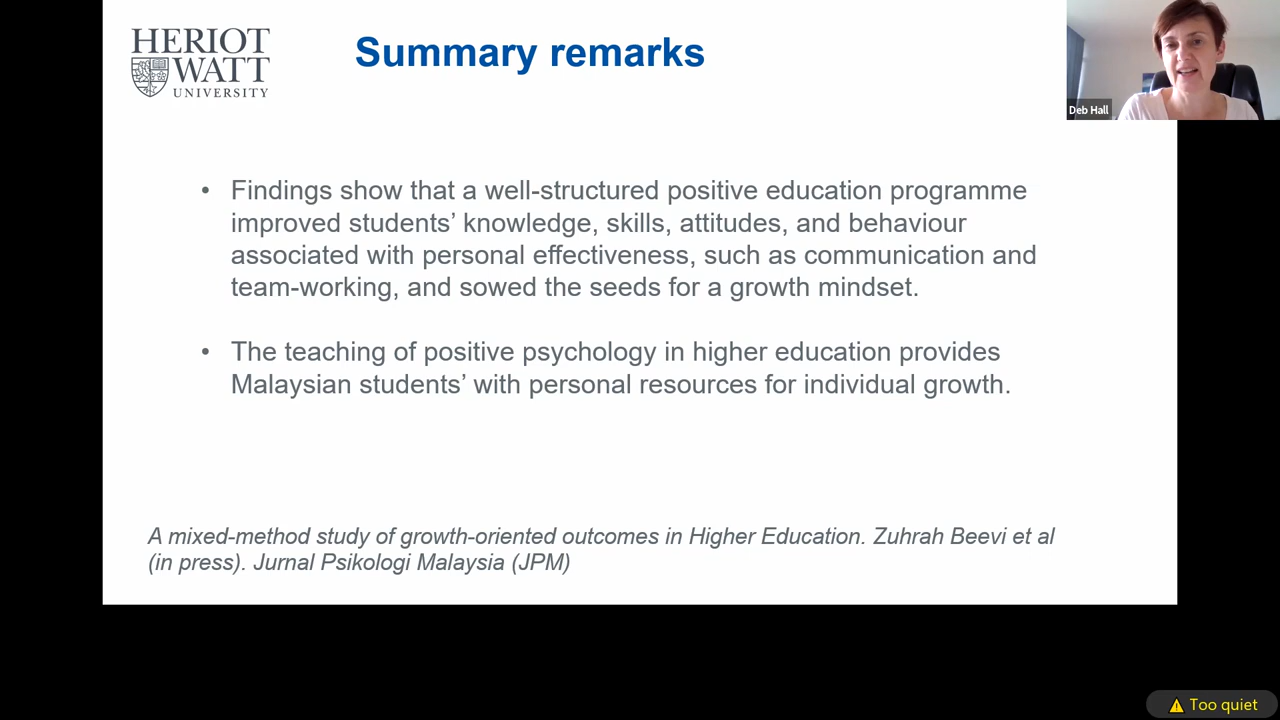 HERIOT
WATT
UNIVERSITY
Summary remarks
Deb Hall
• Findings show that a well-structured positive education programme
improved students’ knowledge, skills, attitudes, and behaviour
associated with personal effectiveness, such as communication and
team-working, and sowed the seeds for a growth mindset.
• The teaching of positive psychology in higher education provides
Malaysian students’ with personal resources for individual growth.
A mixed-method study of growth-oriented outcomes in Higher Education. Zuhrah Beevi et al
(in press). Jurnal Psikologi Malaysia (JPM)
Too quiet